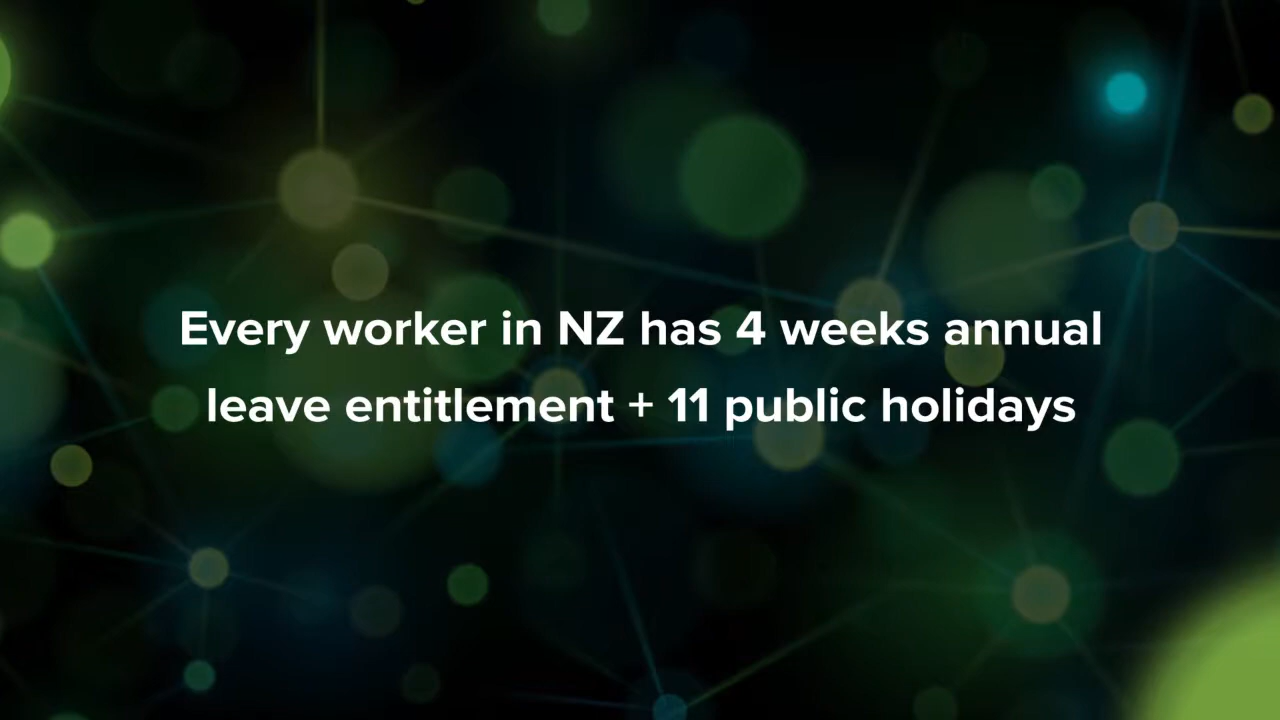 Every worker in NZ has 4 weeks annual
leave entitlement + 11 public holidays